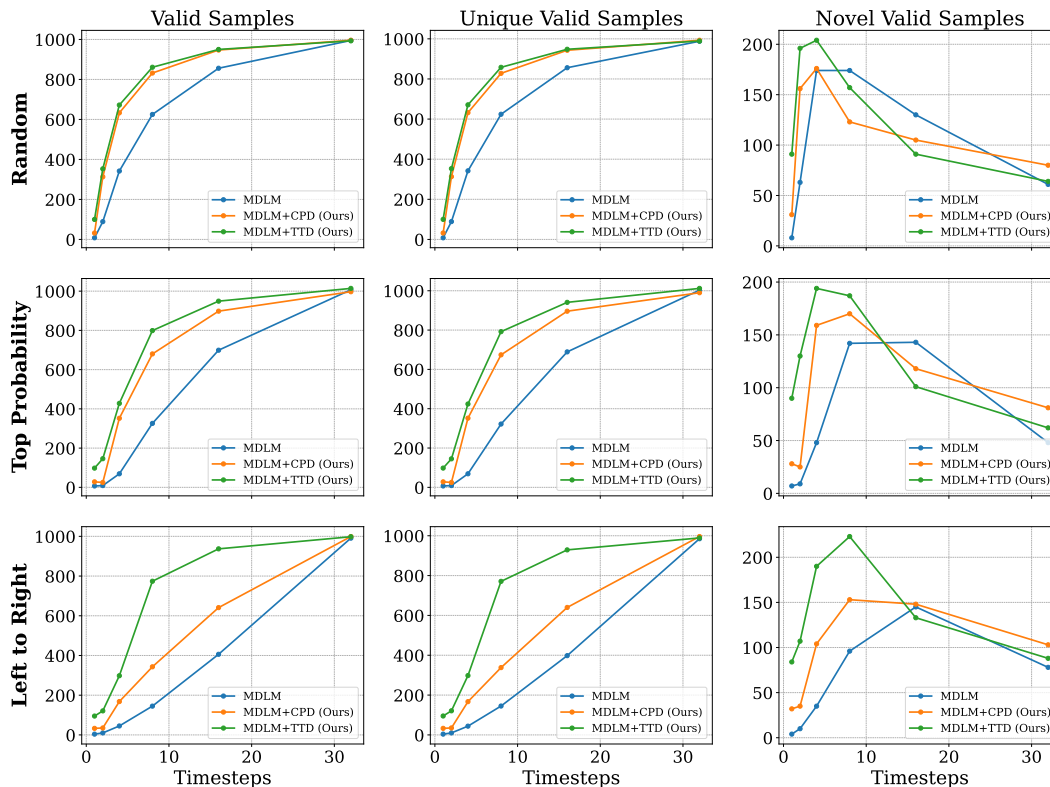 Valid Samples
Unique Valid Samples
Novel Valid Samples
Random
1000
800
600
400
200
0
MDLM
MDLM+CPD (Ours)
MDLM+TTD (Ours)
1000
800
600
400
200
0
MDLM
MDLM+CPD (Ours)
MDLM+TTD (Ours)
200
150
100
50
0
MDLM
MDLM+CPD (Ours)
MDLM+TTD (Ours)
Top Probability
1000
800
600
400
200
0
MDLM
MDLM+CPD (Ours)
MDLM+TTD (Ours)
1000
800
600
400
200
0
MDLM
MDLM+CPD (Ours)
MDLM+TTD (Ours)
200
150
100
50
0
MDLM
MDLM+CPD (Ours)
MDLM+TTD (Ours)
Left to Right
1000
800
600
400
200
0
MDLM
MDLM+CPD (Ours)
MDLM+TTD (Ours)
0 10 20 30
Timesteps
1000
800
600
400
200
0
MDLM
MDLM+CPD (Ours)
MDLM+TTD (Ours)
0 10 20 30
Timesteps
200
150
100
50
0
MDLM
MDLM+CPD (Ours)
MDLM+TTD (Ours)
0 10 20 30
Timesteps